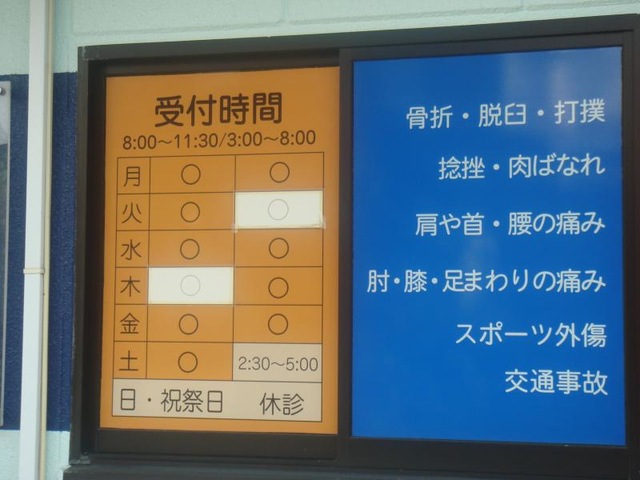 受付時間
8:00～11:30/3:00～8:00
月 ○ ○
火 ○ ○
水 ○ ○
木 ○ ○
金 ○ ○
土 ○ 2:30～5:00
日・祝祭日 休診
骨折・脱臼・打撲
捻挫・肉ばなれ
肩や首・腰の痛み
肘・膝・足まわりの痛み
スポーツ外傷
交通事故